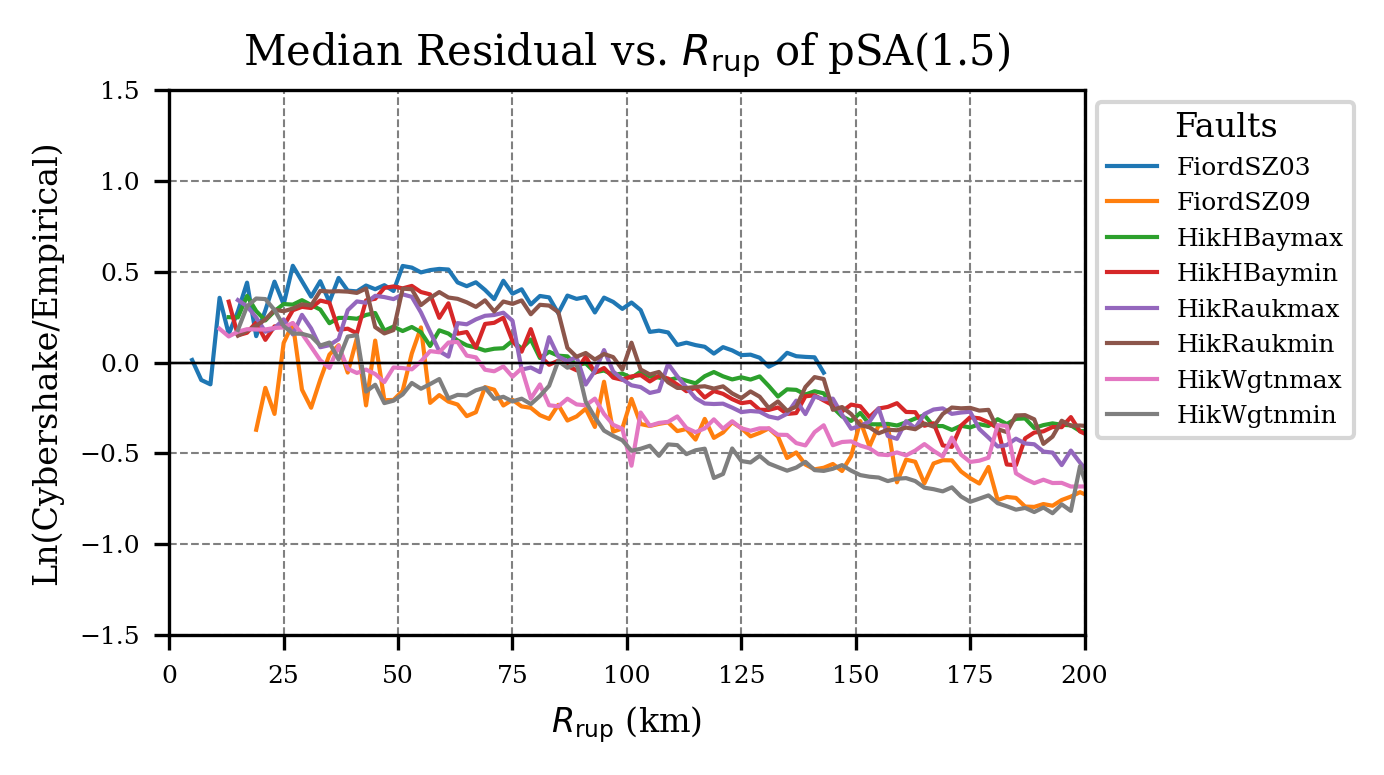 Median Residual vs. Rrup of pSA(1.5)
Ln(Cybershake/Empirical)
1.5
1.0
0.5
0.0
−0.5
−1.0
−1.5
0 25 50 75 100 125 150 175 200
Rrup (km)
Faults
FiordSZ03
FiordSZ09
HikHBaymax
HikHBaymin
HikRaukmax
HikRaukmin
HikWgtnmax
HikWgtnmin